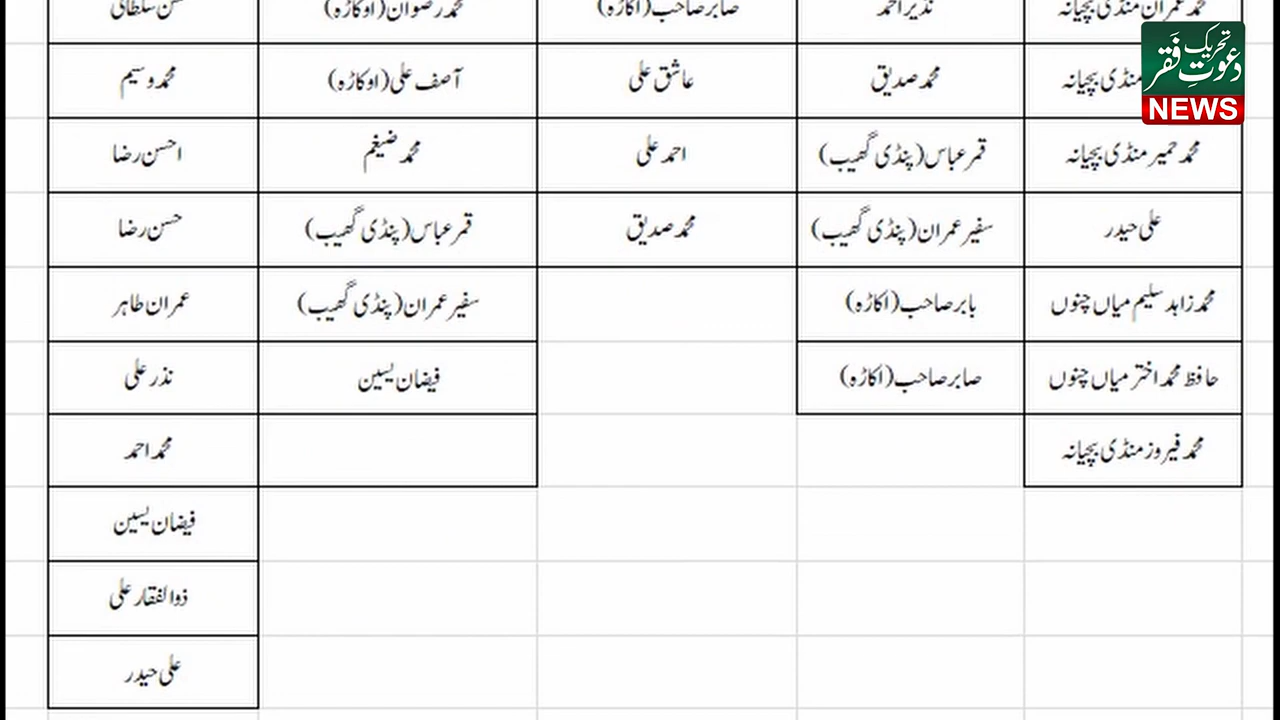 محمد عمران منڈی بچیانہ نذیر احمد صابر صاحب (اکاڑہ) محمد رضوان (اوکاڑہ) سلطانی
منڈی بچیانہ محمد صدیق عاشق علی آصف علی (اوکاڑہ) محمد وسیم
محمد حمیر منڈی بچیانہ قمر عباس (پنڈی گھیب) احمد علی محمد ضیغم احسن رضا
علی حیدر سفیر عمران (پنڈی گھیب) محمد صدیق قمر عباس (پنڈی گھیب) حسن رضا
محمد زاہد سلیم میاں چنوں بابر صاحب (اکاڑہ) سفیر عمران (پنڈی گھیب) عمران طاہر
حافظ محمد اختر میاں چنوں صابر صاحب (اکاڑہ) فیضان یسین نذر علی
محمد فیروز منڈی بچیانہ محمد احمد
فیضان یسین
ذوالفقار علی
علی حیدر
تحریک
دعوتِ فَقر
NEWS